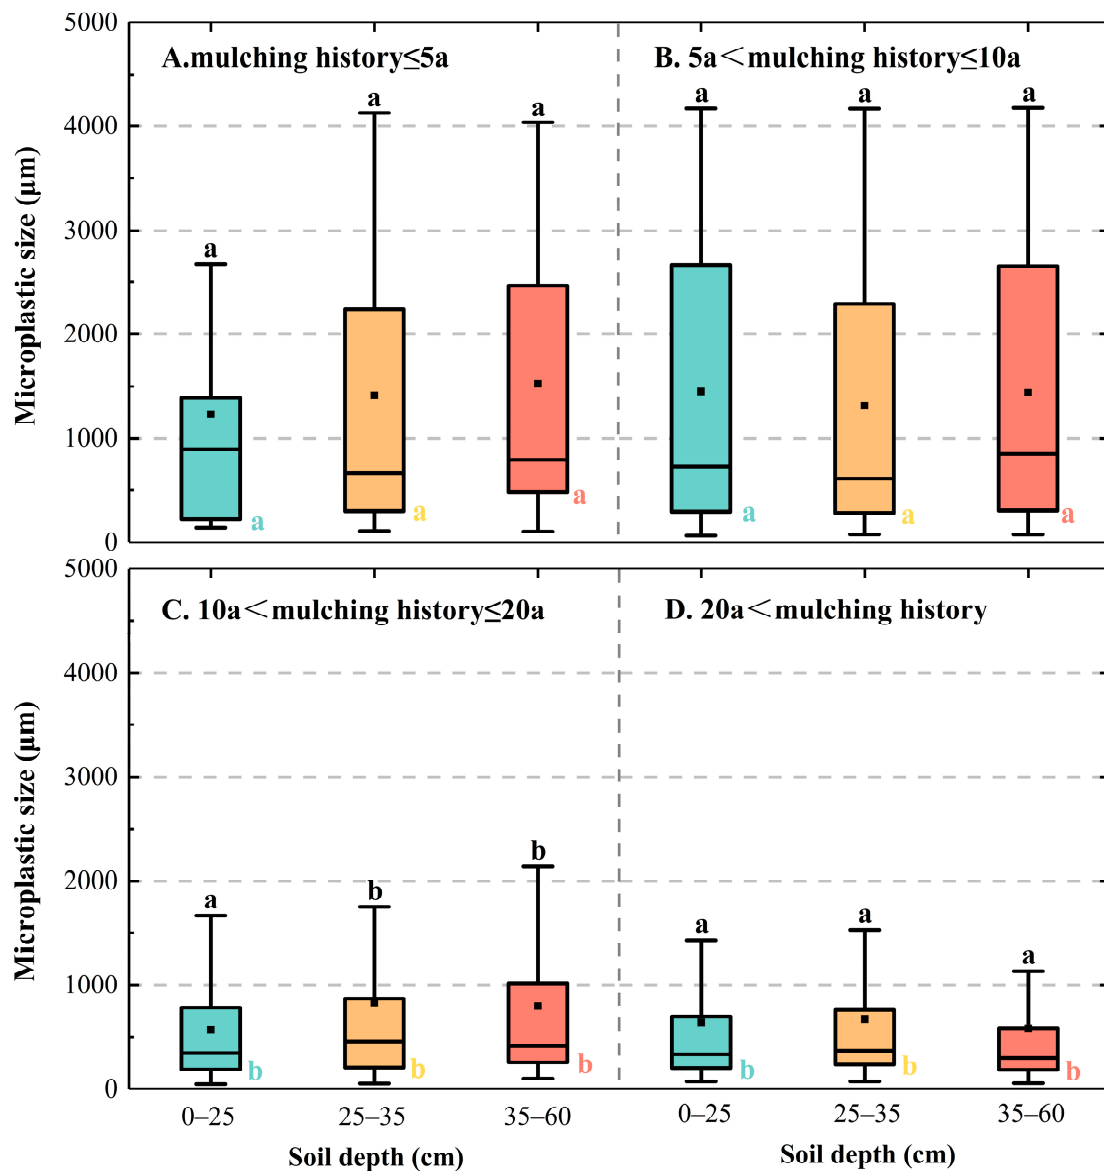 5000
4000
3000
2000
1000
0
Microplastic size (μm)
A.mulching history≤5a
a
a
a
a
a
a
B. 5a<mulching history≤10a
a
a
a
a
a
a
5000
4000
3000
2000
1000
0
Microplastic size (μm)
C. 10a<mulching history≤20a
a
b
b
b
b
b
D. 20a<mulching history
a
a
a
b
b
b
0–25
25–35
35–60
0–25
25–35
35–60
Soil depth (cm)
Soil depth (cm)